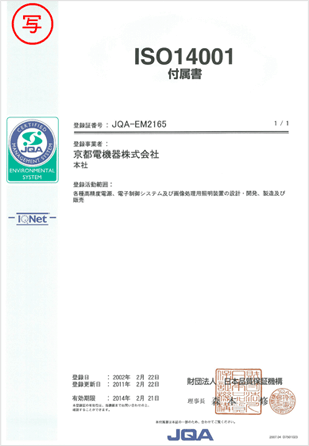 写
ISO14001
付属書
登録証番号： JQA-EM2165
1 / 1
登録事業者：
京都電機器株式会社
本社
登録活動範囲：
各種高精度電源、電子制御システム及び画像処理用照明装置の設計・開発、製造及び
販売
CERTIFIED
MANAGEMENT SYSTEM
JQA
ENVIRONMENTAL
SYSTEM
IQNet
登録日 ： 2002年 2月 22日
登録更新日 ： 2011年 2月 22日
有効期限 ： 2014年 2月 21日
財団法人 日本品質保証機構
理事長
JQA